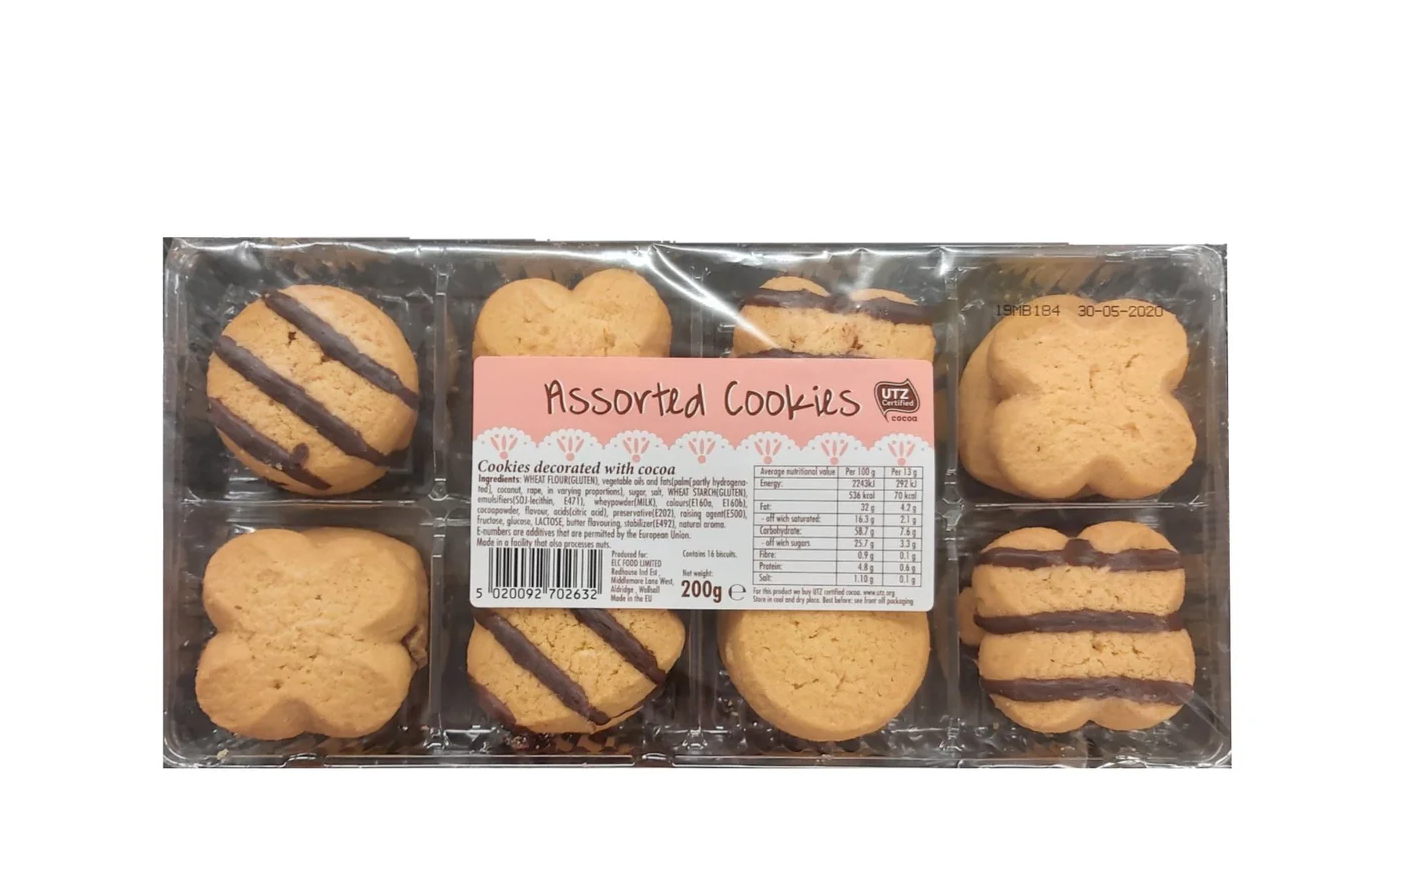 19MB184 30-05-2020
Assorted Cookies
UTZ
Certified
cocoa
Cookies decorated with cocoa
Ingredients: WHEAT FLOUR(GLUTEN), vegetable oils and fats(palm(partly hydrogena-
ted), coconut, rape, in varying proportions), sugar, salt, WHEAT STARCH(GLUTEN),
emulsifiers(SOJ-lecithin, E471), wheypowder(MILK), colours(E160a, E160b),
cocoapowder, flavour, acids(citric acid), preservative(E202), raising agent(E500),
fructose, glucose, LACTOSE, butter flavouring, stabilizer(E492), natural aroma.
E-numbers are additives that are permitted by the European Union.
Made in a facility that also processes nuts.
Average nutritional value Per 100 g Per 13 g
Energy: 2243kJ 292 kJ
536 kcal 70 kcal
Fat: 32 g 4.2 g
- off wich saturated: 16.3 g 2.1 g
Carbohydrate: 58.7 g 7.6 g
- off wich sugars 25.7 g 3.3 g
Fibre: 0.9 g 0.1 g
Protein: 4.8 g 0.6 g
Salt: 1.10 g 0.1 g
For this product we buy UTZ certified cocoa. www.utz.org
Store in cool and dry place. Best before: see front off packaging
5 020092 702632
Produced for:
ELC FOOD LIMITED
Redhouse Ind Est,
Middlemore Lane West,
Aldridge, Walsall
Made in the EU
Contains 16 biscuits.
Net weight:
200g e